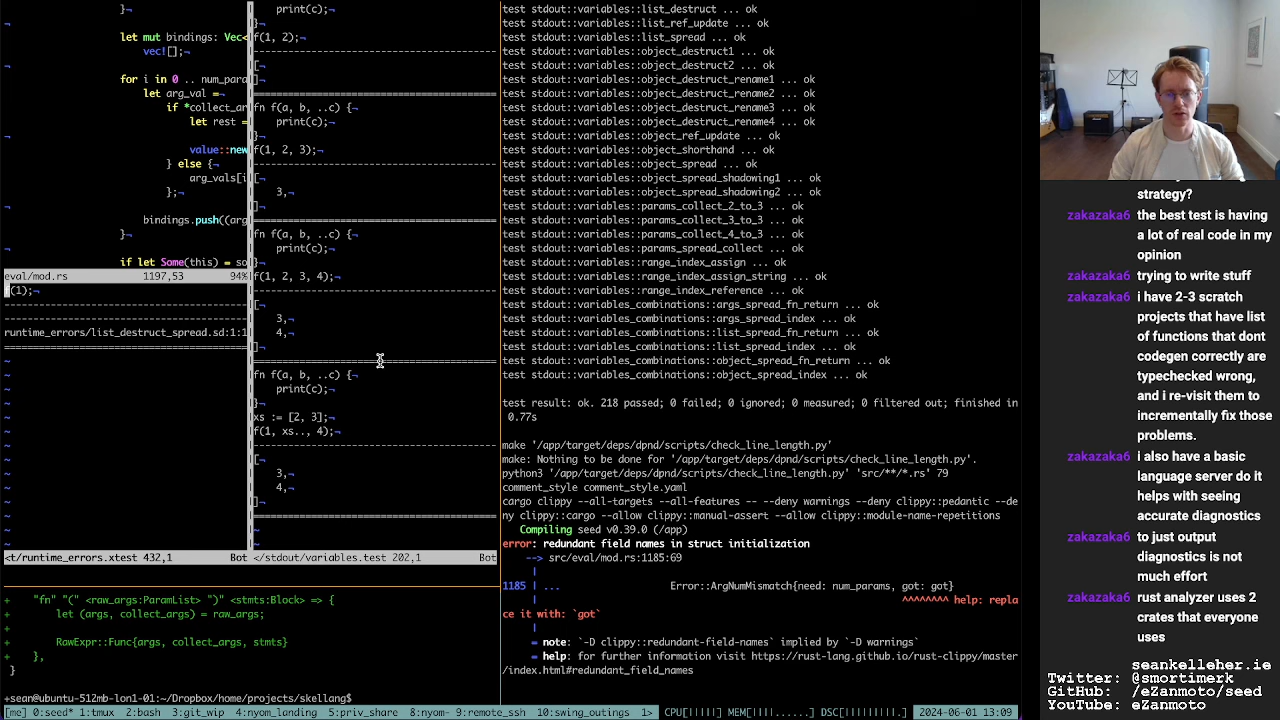 let mut bindings: Vec<
vec![];¬
for i in 0 .. num_para
let arg_val =¬
if *collect_ar
let rest =
value::new
} else {¬
arg_vals[i
};¬
bindings.push((arg
}¬
if let Some(this) = so
eval/mod.rs 1197,53 94%
f(1);¬
runtime_errors/list_destruct_spread.sd:1:1
~
~
~
~
~
~
~
~
~
~
~
~
~
~
<t/runtime_errors.xtest 432,1 Bot
print(c);¬
}¬
f(1, 2);¬
[¬
]¬
fn f(a, b, ..c) {¬
print(c);¬
}¬
f(1, 2, 3);¬
[¬
3,¬
]¬
fn f(a, b, ..c) {¬
print(c);¬
}¬
f(1, 2, 3, 4);¬
[¬
3,¬
4,¬
]¬
fn f(a, b, ..c) {¬
print(c);¬
}¬
xs := [2, 3];¬
f(1, xs.., 4);¬
[¬
3,¬
4,¬
]¬
~
~
</stdout/variables.test 202,1 Bot
+ "fn" "(" <raw_args:ParamList> ")" <stmts:Block> => {
+ let (args, collect_args) = raw_args;
+
+ RawExpr::Func{args, collect_args, stmts}
+ },
}
+sean@ubuntu-512mb-lon1-01:~/Dropbox/home/projects/skellang$
test stdout::variables::list_destruct ... ok
test stdout::variables::list_ref_update ... ok
test stdout::variables::list_spread ... ok
test stdout::variables::object_destruct1 ... ok
test stdout::variables::object_destruct2 ... ok
test stdout::variables::object_destruct_rename1 ... ok
test stdout::variables::object_destruct_rename2 ... ok
test stdout::variables::object_destruct_rename3 ... ok
test stdout::variables::object_destruct_rename4 ... ok
test stdout::variables::object_ref_update ... ok
test stdout::variables::object_shorthand ... ok
test stdout::variables::object_spread ... ok
test stdout::variables::object_spread_shadowing1 ... ok
test stdout::variables::object_spread_shadowing2 ... ok
test stdout::variables::params_collect_2_to_3 ... ok
test stdout::variables::params_collect_3_to_3 ... ok
test stdout::variables::params_collect_4_to_3 ... ok
test stdout::variables::params_spread_collect ... ok
test stdout::variables::range_index_assign ... ok
test stdout::variables::range_index_assign_string ... ok
test stdout::variables::range_index_reference ... ok
test stdout::variables_combinations::args_spread_fn_return ... ok
test stdout::variables_combinations::args_spread_index ... ok
test stdout::variables_combinations::list_spread_fn_return ... ok
test stdout::variables_combinations::list_spread_index ... ok
test stdout::variables_combinations::object_spread_fn_return ... ok
test stdout::variables_combinations::object_spread_index ... ok
test result: ok. 218 passed; 0 failed; 0 ignored; 0 measured; 0 filtered out; finished in
0.77s
make '/app/target/deps/dpnd/scripts/check_line_length.py'
make: Nothing to be done for '/app/target/deps/dpnd/scripts/check_line_length.py'.
python3 '/app/target/deps/dpnd/scripts/check_line_length.py' 'src/**/*.rs' 79
comment_style comment_style.yaml
cargo clippy --all-targets --all-features -- --deny warnings --deny clippy::pedantic --de
ny clippy::cargo --allow clippy::manual-assert --allow clippy::module-name-repetitions
Compiling seed v0.39.0 (/app)
error: redundant field names in struct initialization
--> src/eval/mod.rs:1185:69
|
1185 | ... Error::ArgNumMismatch{need: num_params, got: got}
| ^^^^^^^^ help: repla
ce it with: `got`
|
= note: `-D clippy::redundant-field-names` implied by `-D warnings`
= help: for further information visit https://rust-lang.github.io/rust-clippy/master
/index.html#redundant_field_names
strategy?
zakazaka6 the best test is having
a lot of real code in my
opinion
zakazaka6 trying to write stuff
zakazaka6 i have 2-3 scratch
projects that have list
of functions that the
codegen correctly are
typechecked wrong,
and i re-visit them to
incrementally fix those
problems.
zakazaka6 i also have a basic
language server, it
helps with seeing
accurate diagnostics
zakazaka6 to just output
diagnostics is not
much effort
zakazaka6 rust analyzer uses 2
crates that everyone
uses
smortimerkelleher.ie
Twitter: @smortweet
GitHub: ezanmoto/seed
[me] 0:seed* 1:tmux 2:bash 3:git_wip 4:nyom_landing 5:priv_share 8:nyom- 9:remote_ssh 10:swing_outings 1> CPU[|||||] MEM[||||......] DSC[||||||||..] 2024-06-01 13:09